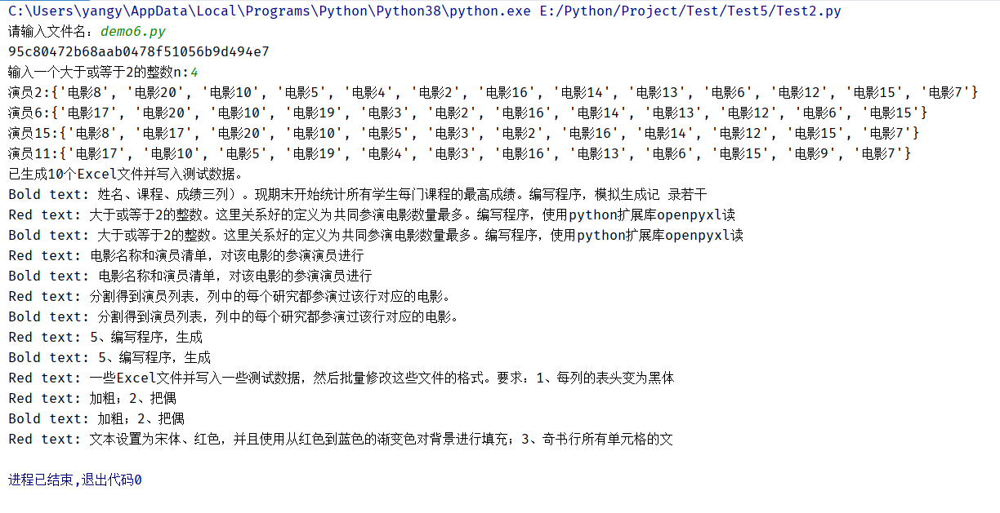 C:\Users\yangy\AppData\Local\Programs\Python\Python38\python.exe E:/Python/Project/Test/Test5/Test2.py
请输入文件名：demo6.py
95c80472b68aab0478f51056b9d494e7
输入一个大于或等于2的整数n:4
演员2:{'电影8', '电影20', '电影10', '电影5', '电影4', '电影2', '电影16', '电影14', '电影13', '电影6', '电影12', '电影15', '电影7'}
演员6:{'电影17', '电影20', '电影10', '电影19', '电影3', '电影2', '电影16', '电影14', '电影13', '电影12', '电影6', '电影15'}
演员15:{'电影8', '电影17', '电影20', '电影10', '电影5', '电影3', '电影2', '电影16', '电影14', '电影12', '电影15', '电影7'}
演员11:{'电影17', '电影10', '电影5', '电影19', '电影4', '电影3', '电影16', '电影13', '电影6', '电影15', '电影9', '电影7'}
已生成10个Excel文件并写入测试数据。
Bold text: 姓名、课程、成绩三列）。现期末开始统计所有学生每门课程的最高成绩。编写程序，模拟生成记 录若干
Red text: 大于或等于2的整数。这里关系好的定义为共同参演电影数量最多。编写程序，使用python扩展库openpyxl读
Bold text: 大于或等于2的整数。这里关系好的定义为共同参演电影数量最多。编写程序，使用python扩展库openpyxl读
Red text: 电影名称和演员清单，对该电影的参演演员进行
Bold text: 电影名称和演员清单，对该电影的参演演员进行
Red text: 分割得到演员列表，列中的每个研究都参演过该行对应的电影。
Bold text: 分割得到演员列表，列中的每个研究都参演过该行对应的电影。
Red text: 5、编写程序，生成
Bold text: 5、编写程序，生成
Red text: 一些Excel文件并写入一些测试数据，然后批量修改这些文件的格式。要求：1、每列的表头变为黑体
Red text: 加粗；2、把偶
Bold text: 加粗；2、把偶
Red text: 文本设置为宋体、红色，并且使用从红色到蓝色的渐变色对背景进行填充；3、奇书行所有单元格的文
进程已结束,退出代码0